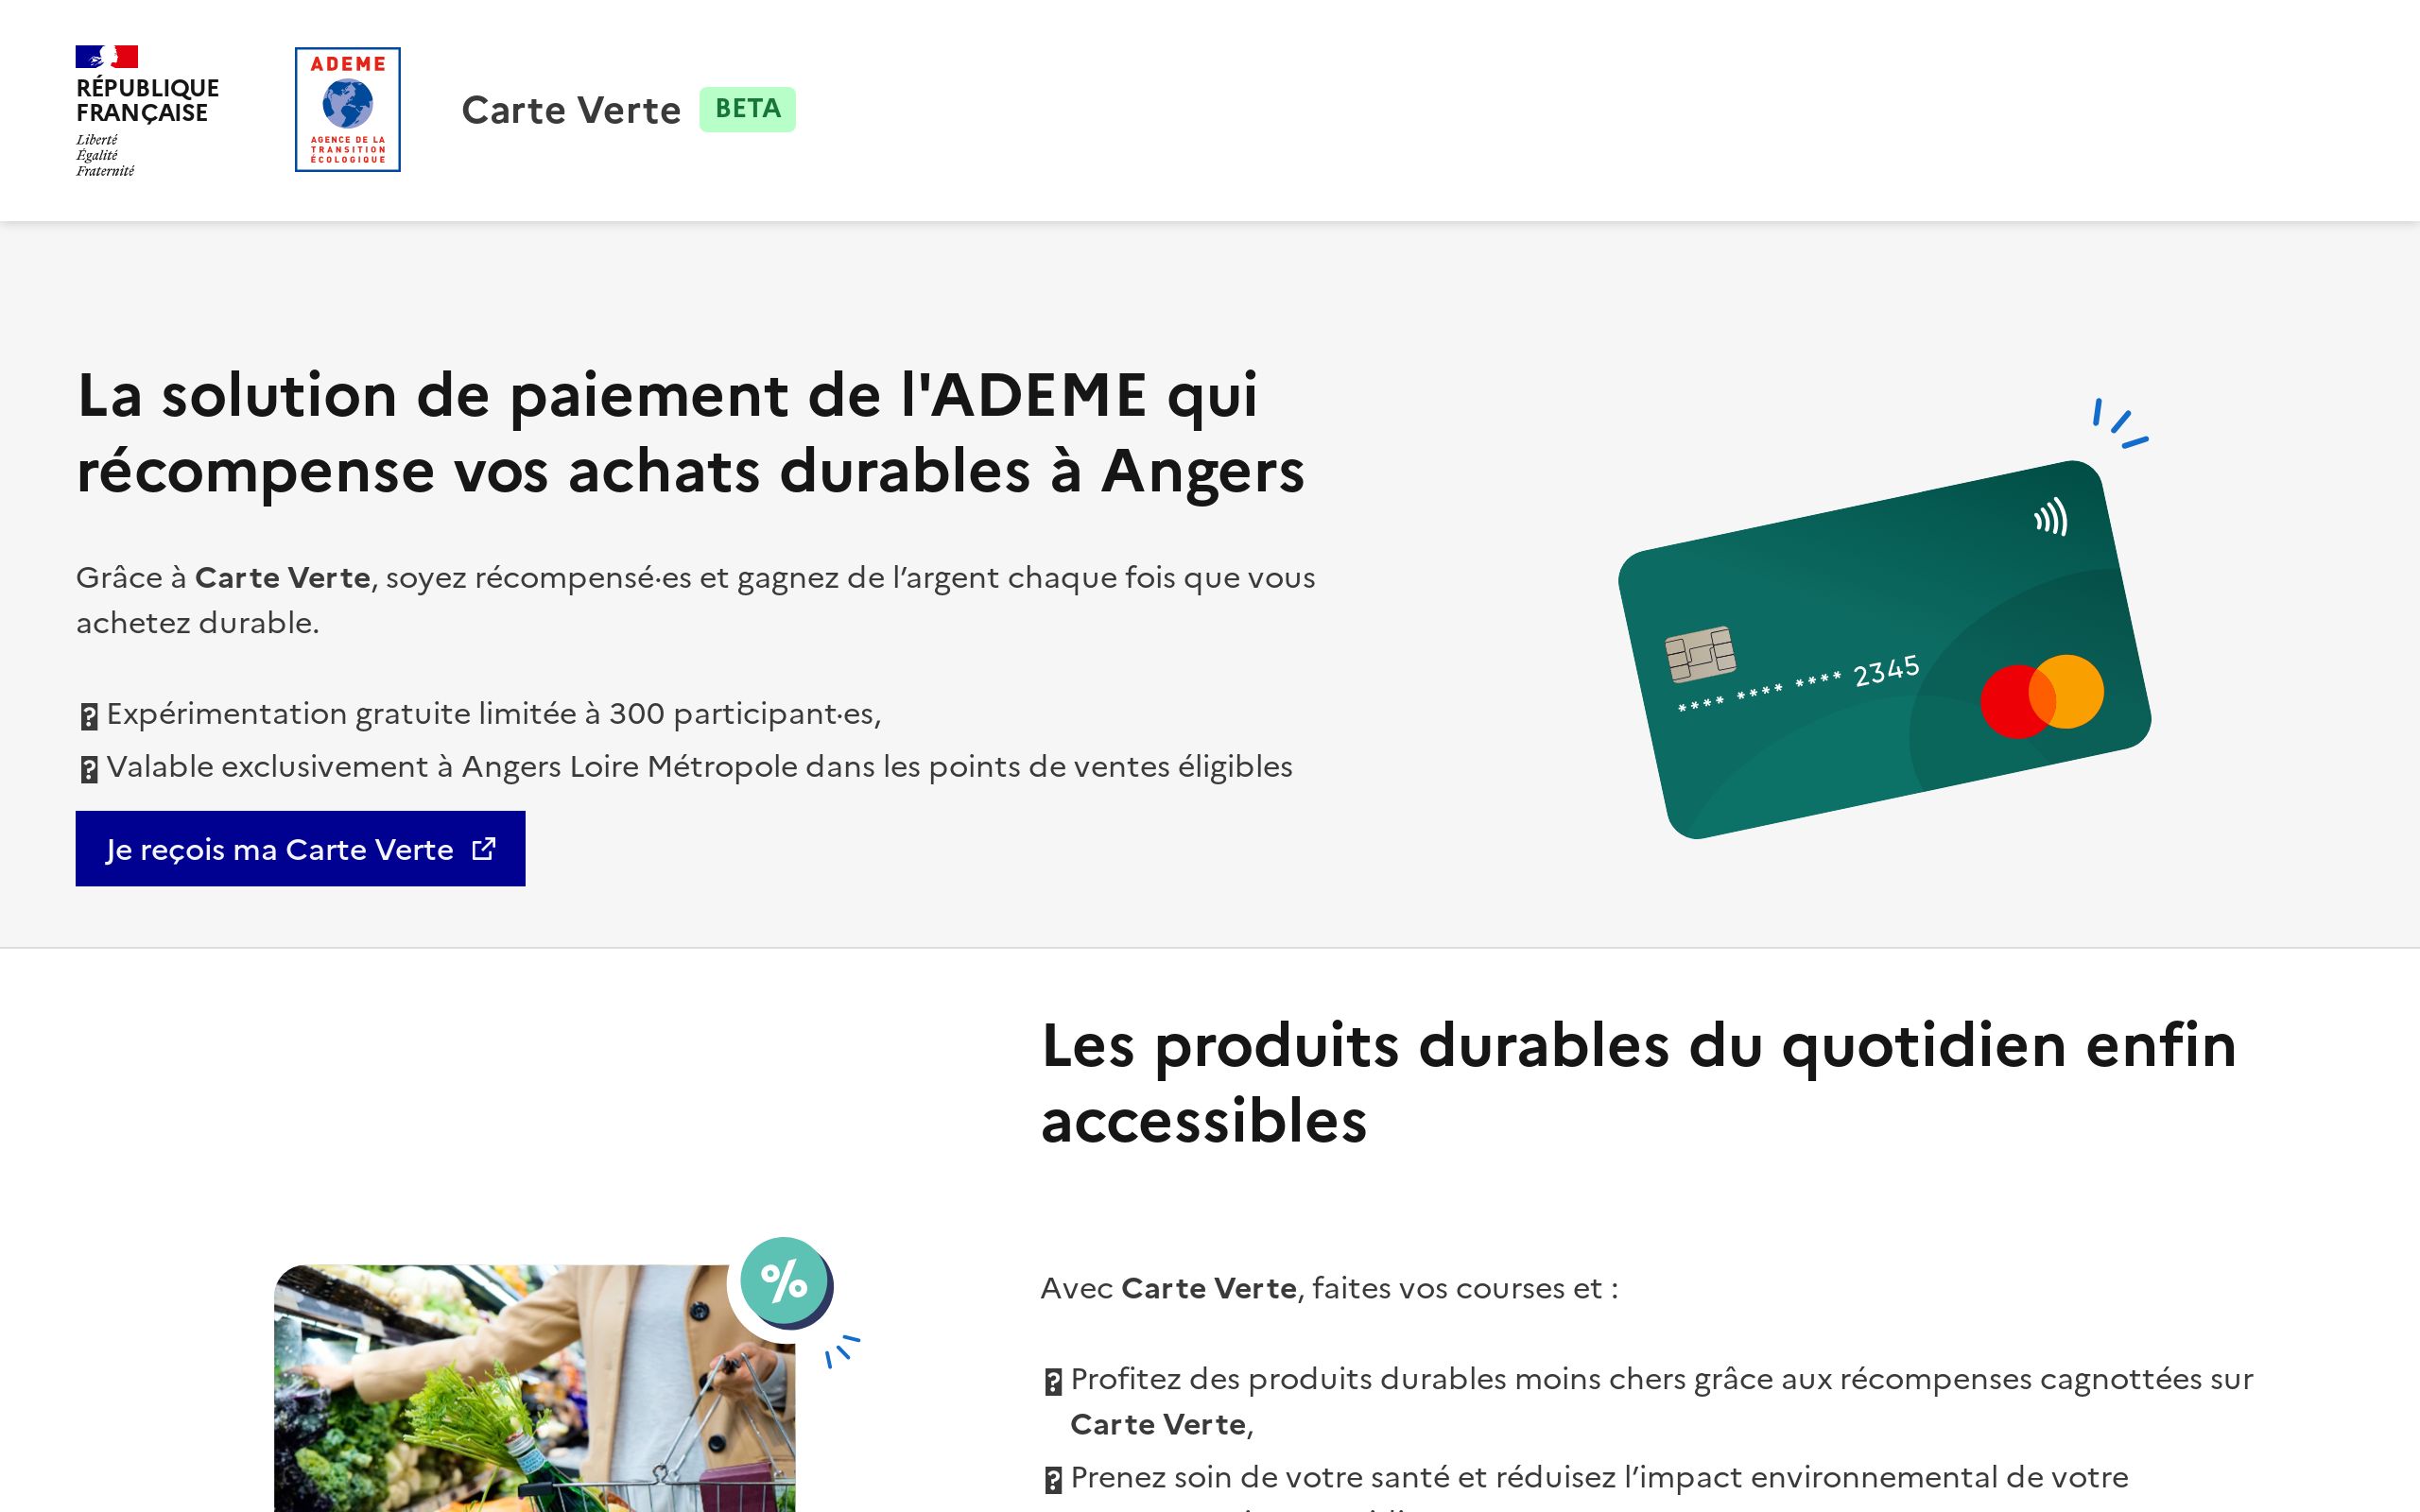 RÉPUBLIQUE
FRANÇAISE
Liberté
Égalité
Fraternité
ADEME
AGENCE DE LA
TRANSITION
ÉCOLOGIQUE
Carte Verte BETA
La solution de paiement de l'ADEME qui
récompense vos achats durables à Angers
Grâce à Carte Verte, soyez récompensé·es et gagnez de l’argent chaque fois que vous
achetez durable.
Expérimentation gratuite limitée à 300 participant·es,
Valable exclusivement à Angers Loire Métropole dans les points de ventes éligibles
Je reçois ma Carte Verte
**** **** **** 2345
Les produits durables du quotidien enfin
accessibles
%
Avec Carte Verte, faites vos courses et :
Profitez des produits durables moins chers grâce aux récompenses cagnottées sur
Carte Verte,
Prenez soin de votre santé et réduisez l’impact environnemental de votre